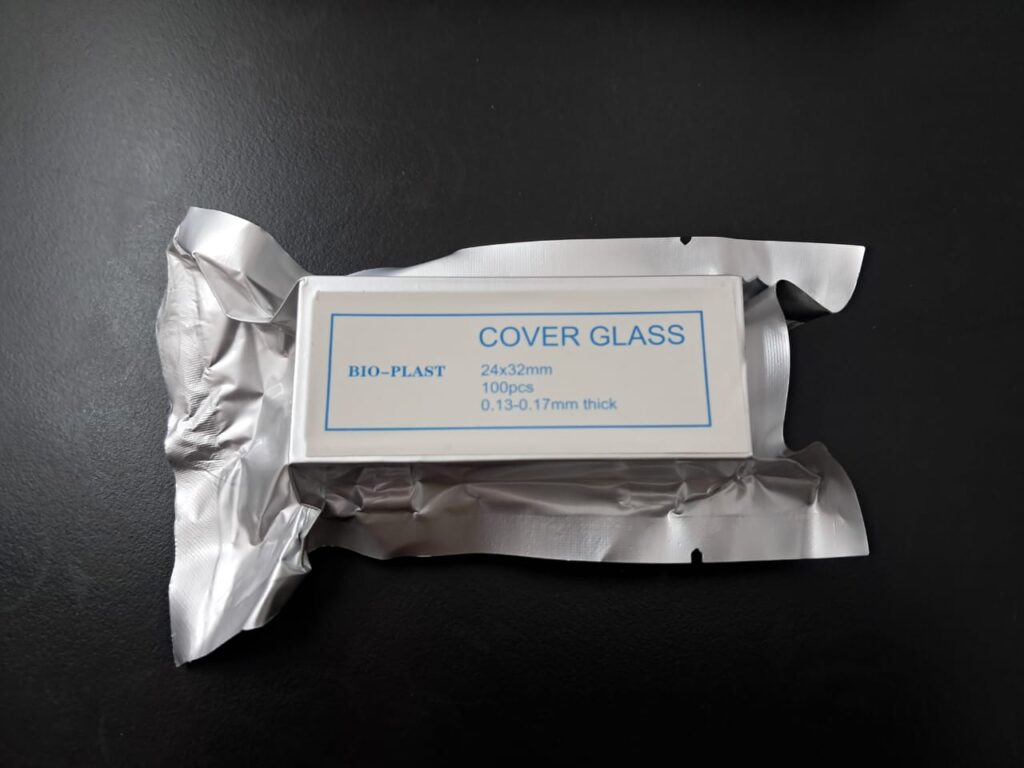 COVER GLASS
BIO-PLAST
24x32mm
100pcs
0.13-0.17mm thick